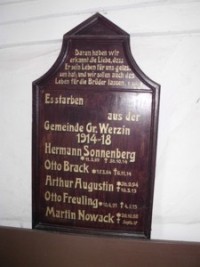 Daran haben wir
erkannt die Liebe, dass
Er sein Leben für uns gelas
sen hat; und wir sollen auch das
Leben für die Brüder lassen.
Es starben
aus der
Gemeinde Gr. Werzin
1914-18
Hermann Sonnenberg
Otto Brack
Arthur Augustin
Otto Freuling
Martin Nowack